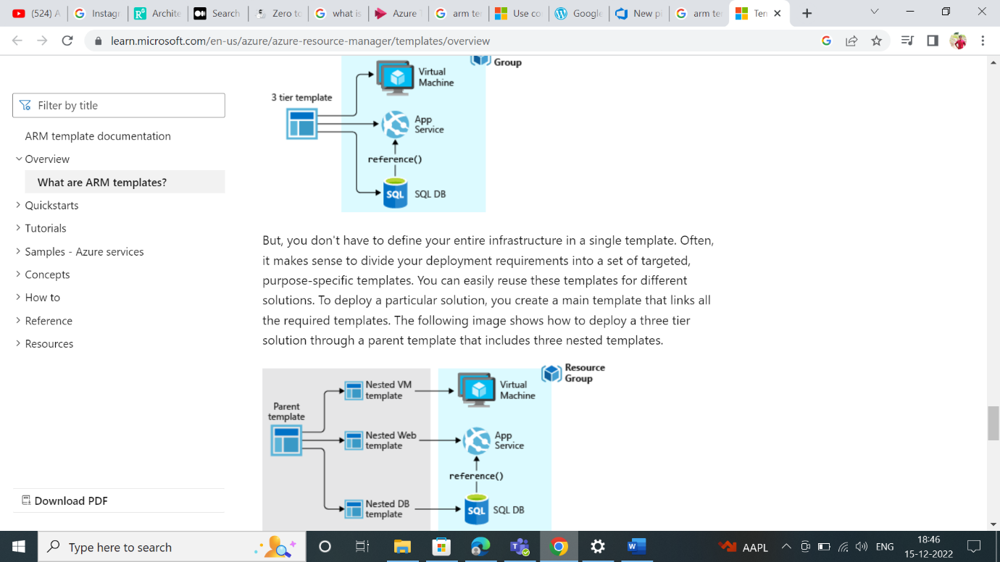 (524) A
Instagr
Archite
Search
Zero to
what is
Azure T
arm ter
Use co
Google
New pi
arm ter
Ten
learn.microsoft.com/en-us/azure/azure-resource-manager/templates/overview
Filter by title
ARM template documentation
Overview
What are ARM templates?
Quickstarts
Tutorials
Samples - Azure services
Concepts
How to
Reference
Resources
Download PDF
Group
Virtual
Machine
3 tier template
App
Service
reference()
SQL
SQL DB
But, you don't have to define your entire infrastructure in a single template. Often,
it makes sense to divide your deployment requirements into a set of targeted,
purpose-specific templates. You can easily reuse these templates for different
solutions. To deploy a particular solution, you create a main template that links all
the required templates. The following image shows how to deploy a three tier
solution through a parent template that includes three nested templates.
Resource
Group
Nested VM
template
Virtual
Machine
Parent
template
Nested Web
template
App
Service
reference()
Nested DB
template
SQL
SQL DB
Type here to search
AAPL
ENG
18:46
15-12-2022